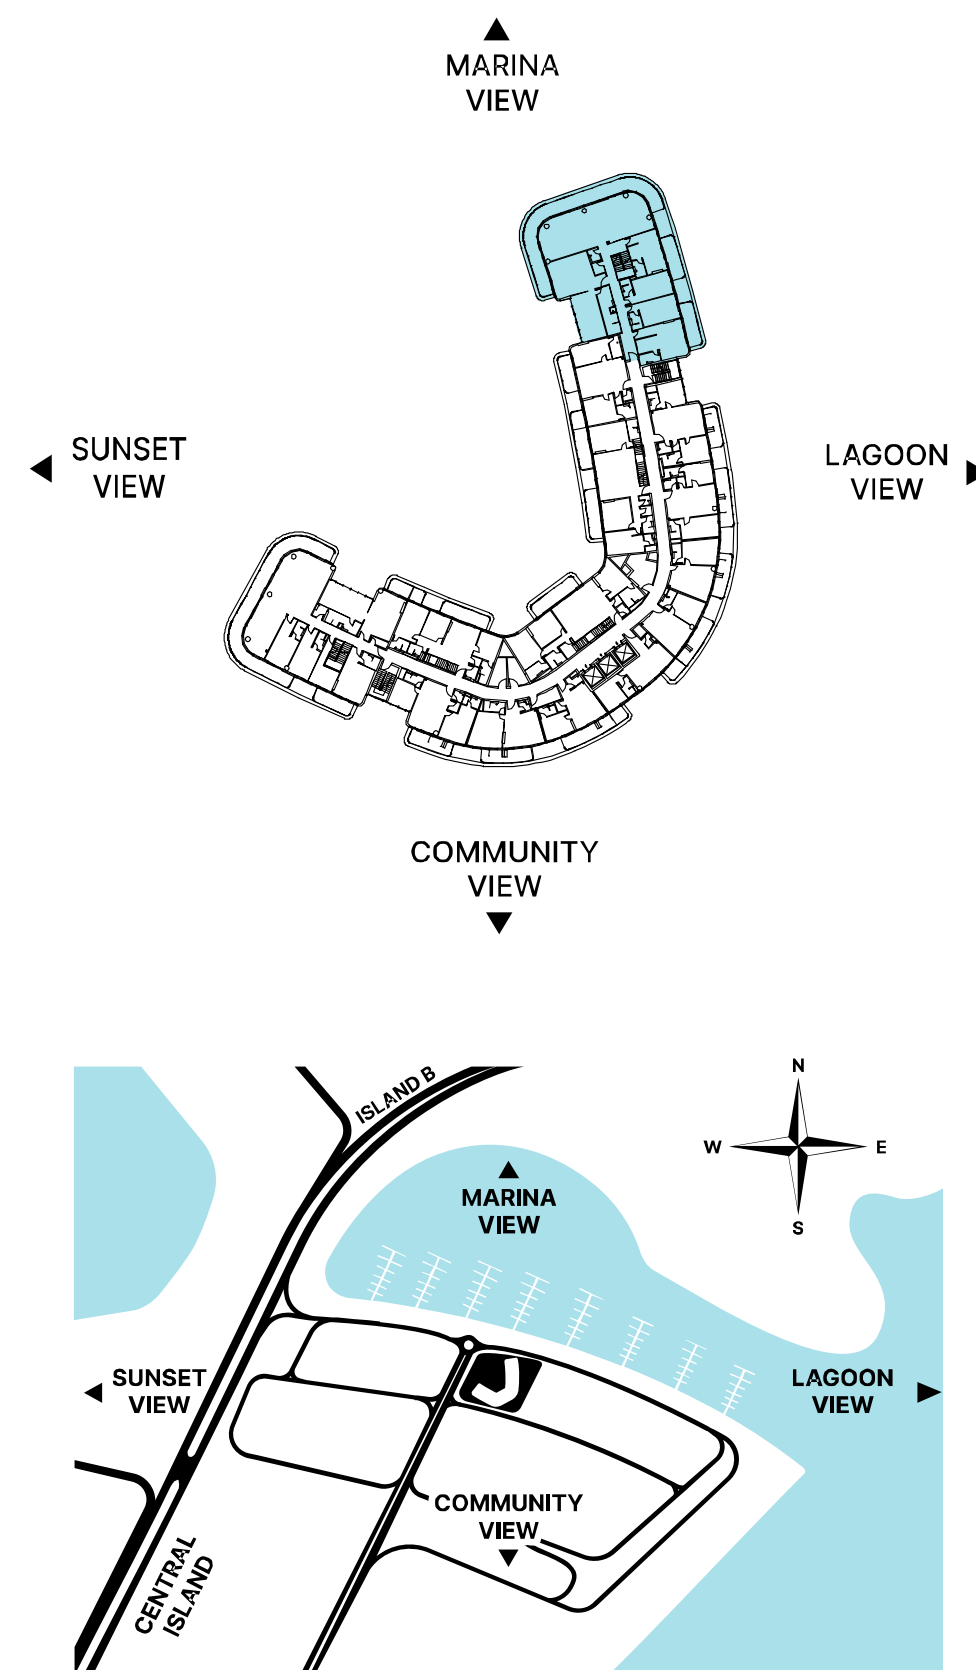 MARINA
VIEW
SUNSET
VIEW
LAGOON
VIEW
COMMUNITY
VIEW
ISLAND B
N
W
E
S
MARINA
VIEW
SUNSET
VIEW
LAGOON
VIEW
COMMUNITY
VIEW
CENTRAL
ISLAND